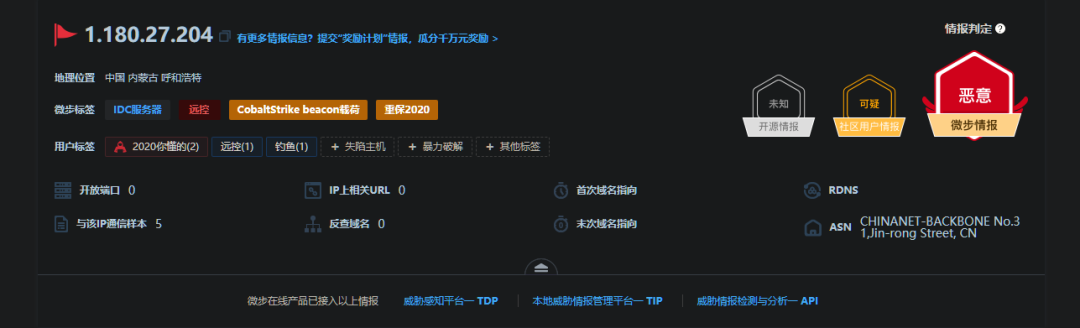 1.180.27.204 有更多情报信息？提交“奖励计划”情报，瓜分千万元奖励 >
情报判定 ?
地理位置 中国 内蒙古 呼和浩特
微步标签 IDC服务器 远控 CobaltStrike beacon载荷 重保2020
未知 可疑 恶意
开源情报 社区用户情报 微步情报
用户标签 2020你懂的(2) 远控(1) 钓鱼(1) + 失陷主机 + 暴力破解 + 其他标签
开放端口 0 IP上相关URL 0 首次域名指向 RDNS
与该IP通信样本 5 反查域名 0 末次域名指向 ASN CHINANET-BACKBONE No.3
1,Jin-rong Street, CN
微步在线产品已接入以上情报 威胁感知平台— TDP 本地威胁情报管理平台— TIP 威胁情报检测与分析— API